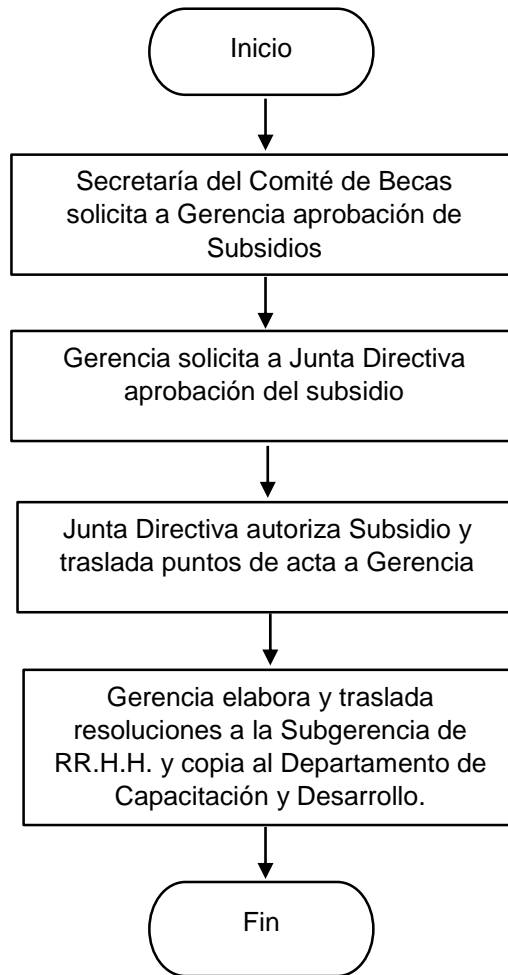 Inicio
Secretaría del Comité de Becas
solicita a Gerencia aprobación de
Subsidios
Gerencia solicita a Junta Directiva
aprobación del subsidio
Junta Directiva autoriza Subsidio y
traslada puntos de acta a Gerencia
Gerencia elabora y traslada
resoluciones a la Subgerencia de
RR.H.H. y copia al Departamento de
Capacitación y Desarrollo.
Fin